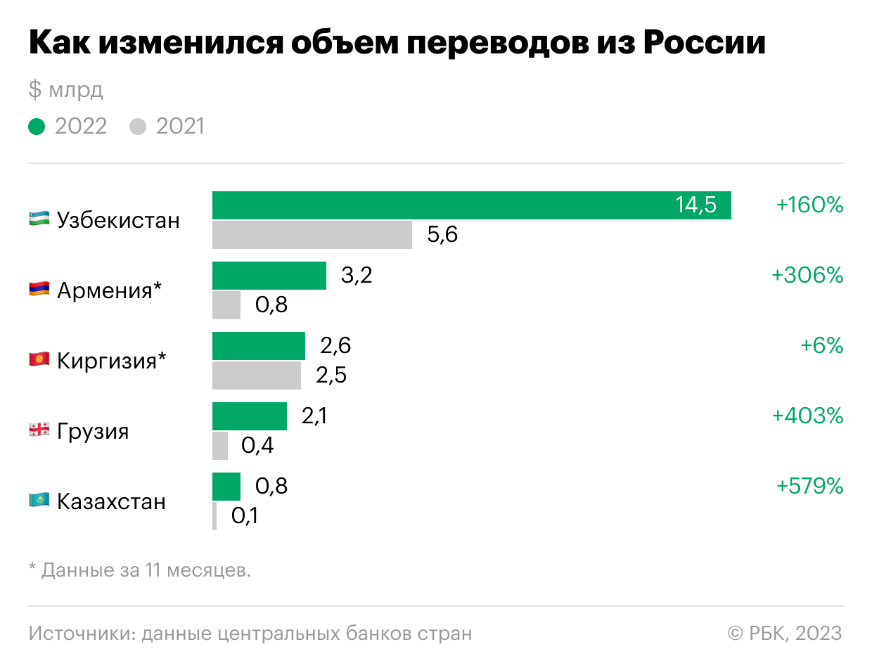 Как изменился объем переводов из России
$ млрд
2022 2021
Узбекистан 14,5 +160%
5,6
Армения* 3,2 +306%
0,8
Киргизия* 2,6 +6%
2,5
Грузия 2,1 +403%
0,4
Казахстан 0,8 +579%
0,1
* Данные за 11 месяцев.
Источники: данные центральных банков стран © РБК, 2023